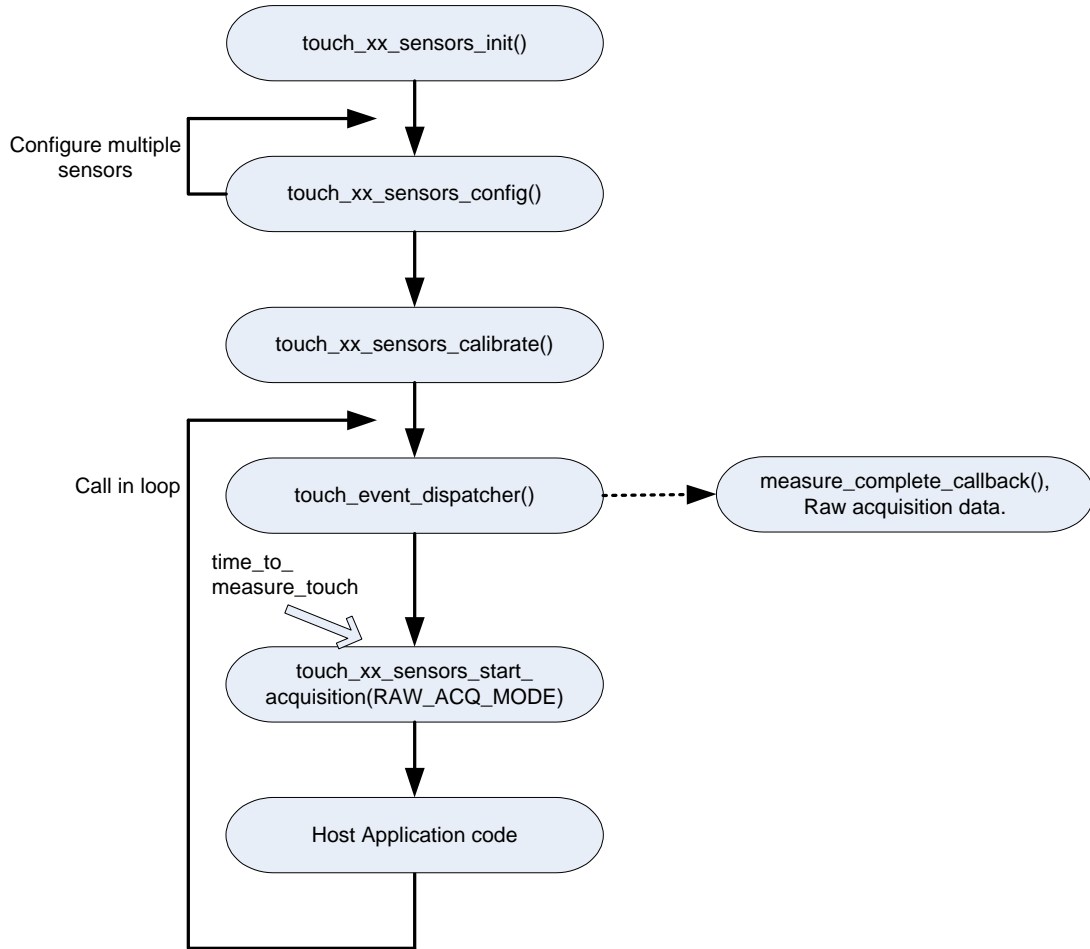 touch_xx_sensors_init()
Configure multiple
sensors
touch_xx_sensors_config()
touch_xx_sensors_calibrate()
Call in loop
touch_event_dispatcher()
measure_complete_callback(),
Raw acquisition data.
time_to_
measure_touch
touch_xx_sensors_start_
acquisition(RAW_ACQ_MODE)
Host Application code